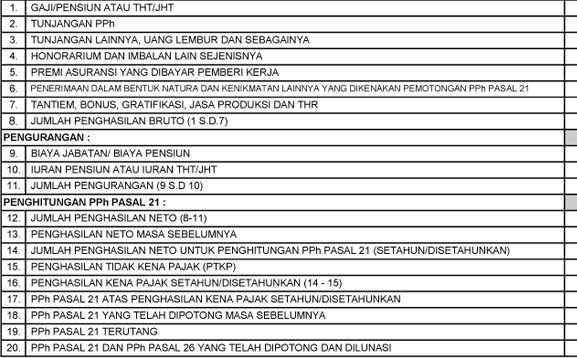 1. GAJI/PENSIUN ATAU THT/JHT
2. TUNJANGAN PPh
3. TUNJANGAN LAINNYA, UANG LEMBUR DAN SEBAGAINYA
4. HONORARIUM DAN IMBALAN LAIN SEJENISNYA
5. PREMI ASURANSI YANG DIBAYAR PEMBERI KERJA
6. PENERIMAAN DALAM BENTUK NATURA DAN KENIKMATAN LAINNYA YANG DIKENAKAN PEMOTONGAN PPh PASAL 21
7. TANTIEM, BONUS, GRATIFIKASI, JASA PRODUKSI DAN THR
8. JUMLAH PENGHASILAN BRUTO (1 S.D.7)
PENGURANGAN :
9. BIAYA JABATAN/ BIAYA PENSIUN
10. IURAN PENSIUN ATAU IURAN THT/JHT
11. JUMLAH PENGURANGAN (9 S.D 10)
PENGHITUNGAN PPh PASAL 21 :
12. JUMLAH PENGHASILAN NETO (8-11)
13. PENGHASILAN NETO MASA SEBELUMNYA
14. JUMLAH PENGHASILAN NETO UNTUK PENGHITUNGAN PPh PASAL 21 (SETAHUN/DISETAHUNKAN)
15. PENGHASILAN TIDAK KENA PAJAK (PTKP)
16. PENGHASILAN KENA PAJAK SETAHUN/DISETAHUNKAN (14 - 15)
17. PPh PASAL 21 ATAS PENGHASILAN KENA PAJAK SETAHUN/DISETAHUNKAN
18. PPh PASAL 21 YANG TELAH DIPOTONG MASA SEBELUMNYA
19. PPh PASAL 21 TERUTANG
20. PPh PASAL 21 DAN PPh PASAL 26 YANG TELAH DIPOTONG DAN DILUNASI